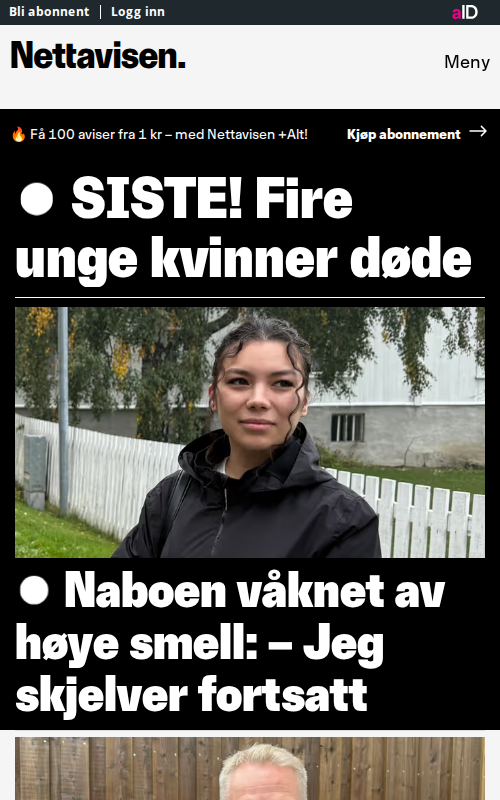 Bli abonnent | Logg inn
aID
Nettavisen.
Meny
🔥 Få 100 aviser fra 1 kr – med Nettavisen +Alt!
Kjøp abonnement →
● SISTE! Fire
unge kvinner døde
● Naboen våknet av
høye smell: – Jeg
skjelver fortsatt